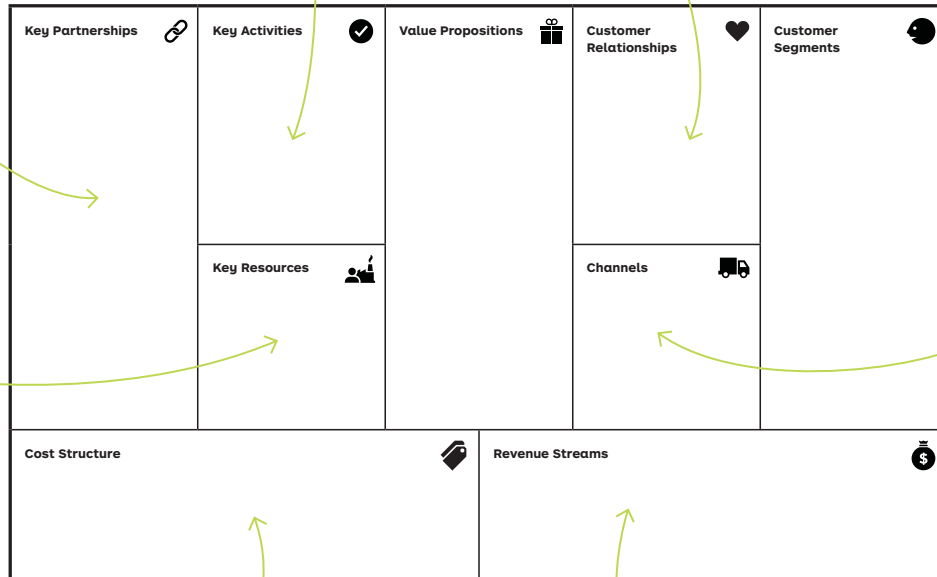 Key Partnerships
Key Activities
Value Propositions
Customer
Relationships
Customer
Segments
Key Resources
Channels
Cost Structure
Revenue Streams
$